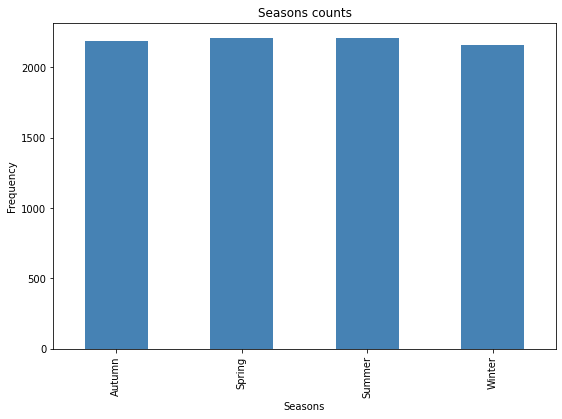 Seasons counts
Frequency
2000
1500
1000
500
0
Autumn
Spring
Summer
Winter
Seasons